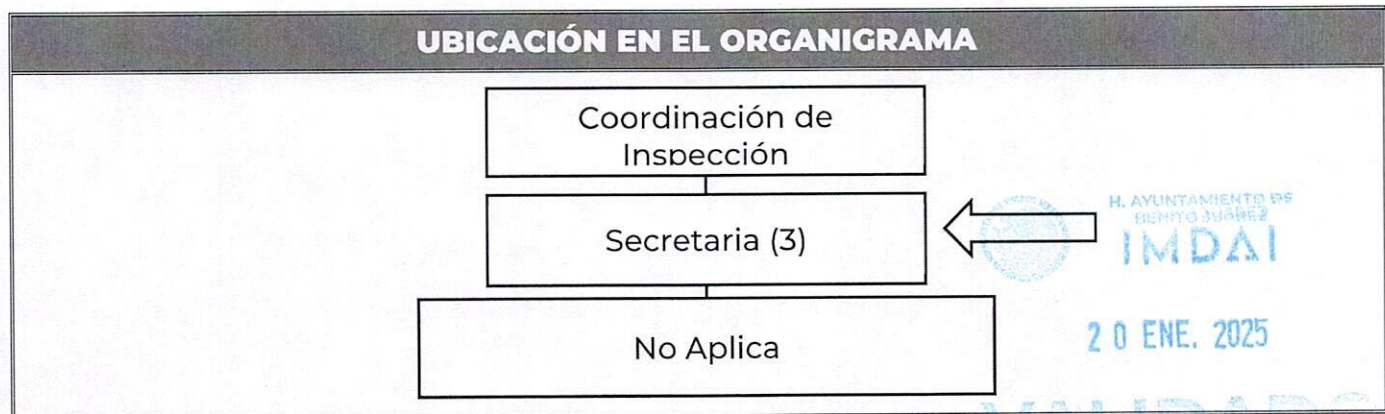 UBICACIÓN EN EL ORGANIGRAMA
Coordinación de
Inspección
Secretaria (3)
No Aplica
H. AYUNTAMIENTO DE
BENITO JUÁREZ
IMDAI
20 ENE. 2025